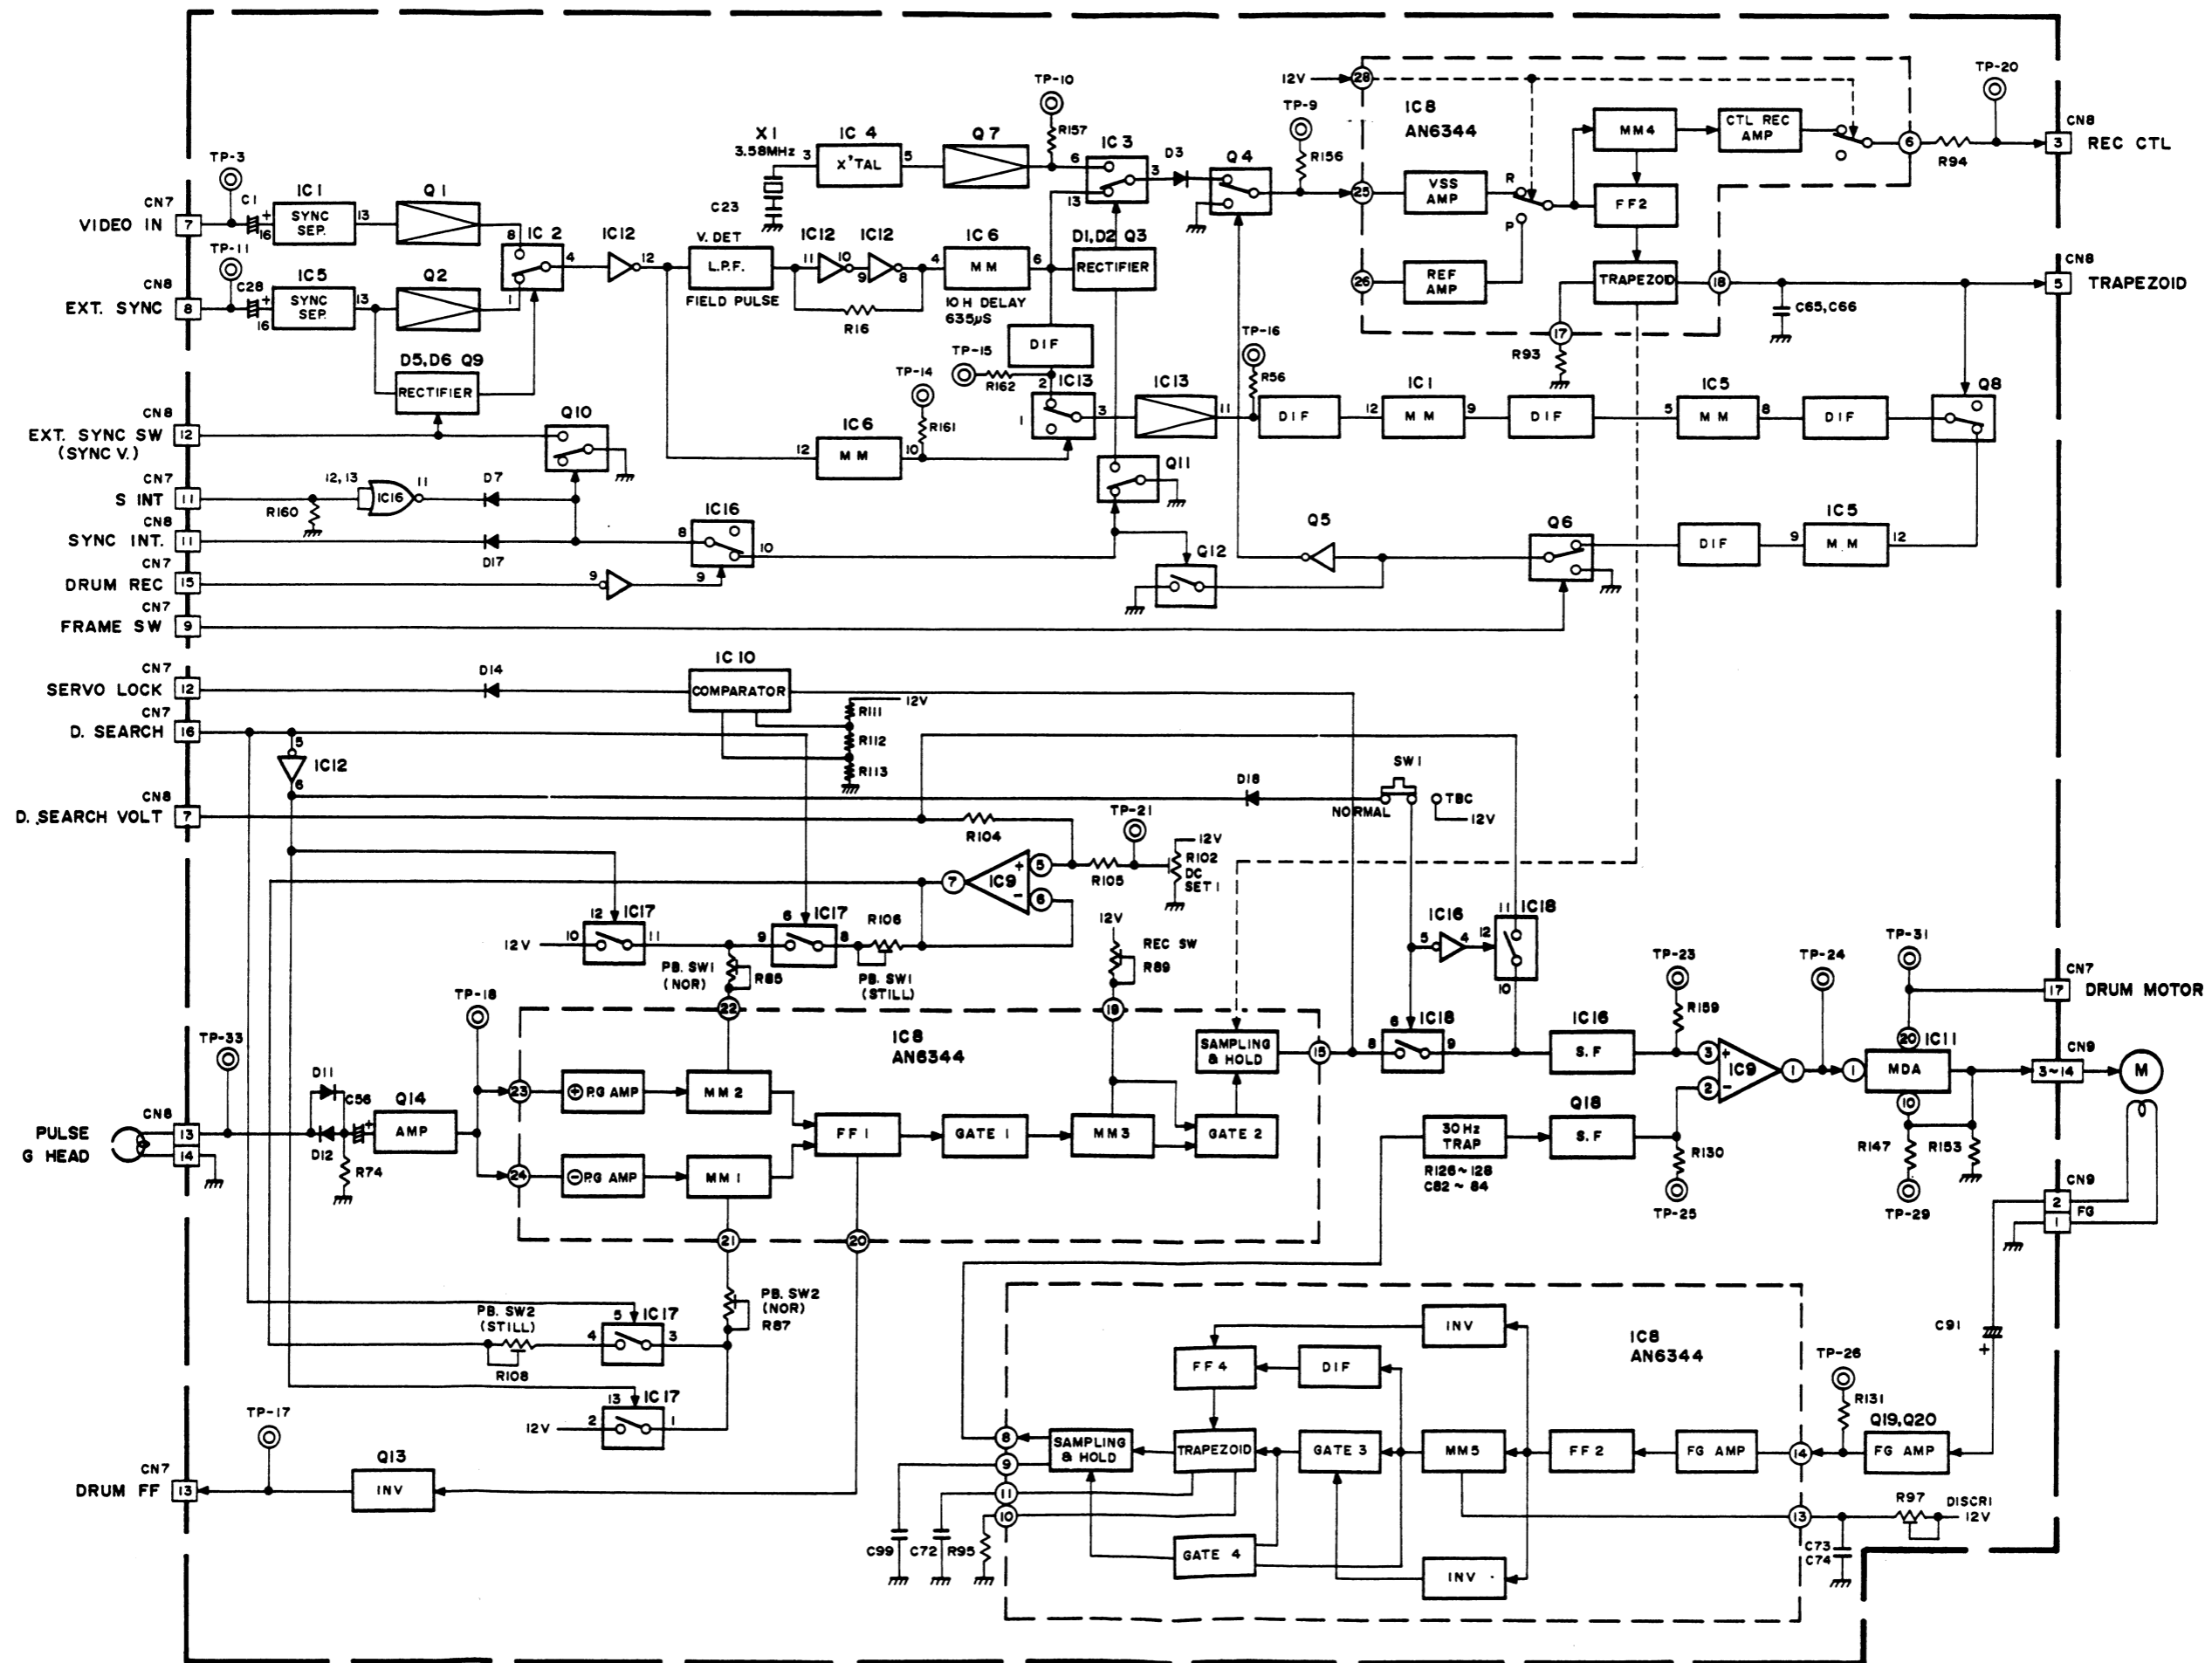 TP-10
TP-20
12V
28
TP-9
IC8
AN6344
X1
3.58MHz
3
IC 4
X'TAL
5
Q7
R157
6
IC 3
3
13
D3
Q4
R156
25
VSS
AMP
R
P
MM4
CTL REC
AMP
FF2
6
R94
CN8
3
REC CTL
TP-3
CN7
VIDEO IN
7
C1
+
16
IC1
SYNC
SEP.
13
Q1
8
IC 2
4
IC12
12
C23
V. DET
L.P.F.
FIELD PULSE
IC12
11
10
IC12
9
8
R16
4
IC 6
MM
6
10H DELAY
635µS
D1,D2 Q3
RECTIFIER
26
REF
AMP
TRAPEZOID
18
17
R93
C65,C66
CN8
5
TRAPEZOID
TP-11
CN8
EXT. SYNC
8
C28
+
16
IC5
SYNC
SEP.
13
Q2
1
D5,D6 Q9
RECTIFIER
DIF
TP-15
R162
2
TP-14
R161
IC13
1
3
IC13
11
TP-16
R56
DIF
12
IC1
MM
9
DIF
5
IC5
MM
8
DIF
Q8
CN8
EXT. SYNC SW
12
(SYNC V.)
Q10
12
IC6
MM
10
Q11
CN7
S INT
11
R160
12,13
IC16
11
D7
CN8
SYNC INT.
11
D17
IC16
8
10
9
Q12
Q5
Q6
DIF
9
IC5
M.M
12
CN7
DRUM REC
15
9
CN7
FRAME SW
9
CN7
SERVO LOCK
12
D14
IC10
COMPARATOR
12V
R111
R112
R113
CN7
D. SEARCH
16
5
IC12
6
CN8
D. SEARCH VOLT
7
R104
TP-21
D18
SW1
NORMAL
TBC
12V
5
+
IC9
7
-
6
R105
12V
R102
DC
SET 1
12
IC17
12V
10
11
6
IC17
9
8
R106
PB. SW1
(NOR)
R85
PB. SW1
(STILL)
12V
REC SW
R89
IC16
5
4
12
11
IC18
10
TP-18
22
19
IC8
AN6344
SAMPLING
& HOLD
15
6
IC18
8
9
IC16
S.F
TP-23
R159
3
+
IC9
2
-
1
TP-24
1
TP-31
20
IC11
MDA
10
CN7
17
DRUM MOTOR
CN9
3~14
M
TP-33
D11
D12
C56
+
R74
Q14
AMP
CN8
PULSE
G HEAD
13
14
23
⊕PG AMP
MM2
24
⊖PG AMP
MM1
FF1
GATE 1
MM3
GATE 2
30Hz
TRAP
R126~128
C82~84
Q18
S.F
R130
TP-25
R147
TP-29
R153
CN9
2
FG
1
21
20
PB. SW2
(STILL)
R108
5
IC17
4
3
PB. SW2
(NOR)
R87
13
IC17
12V
2
1
TP-17
CN7
DRUM FF
13
Q13
INV
IC8
AN6344
INV
FF4
DIF
C91
+
TP-26
R131
8
9
11
10
SAMPLING
& HOLD
TRAPEZOID
GATE 3
MM5
FF2
FG AMP
14
Q19,Q20
FG AMP
GATE 4
INV
13
R97
DISCRI
12V
C73
C74
C99
C72
R95